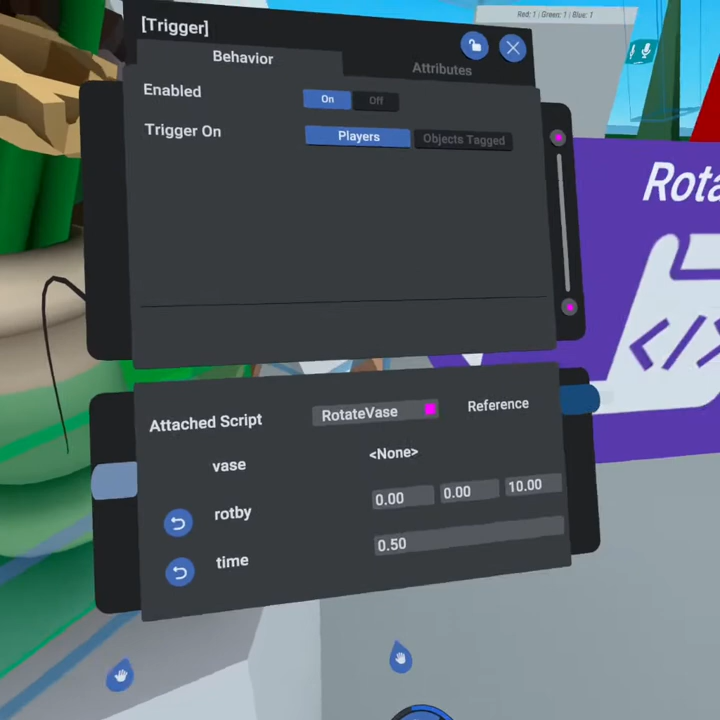 Red: 1 | Green: 1 | Blue: 1
[Trigger]
Behavior
Attributes
Enabled
On
Off
Trigger On
Players
Objects Tagged
Rota
</>
Attached Script
RotateVase
Reference
vase
<None>
rotby
0.00
0.00
10.00
time
0.50